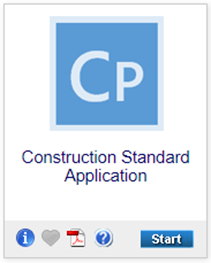 CP
Construction Standard
Application
i
?
Start